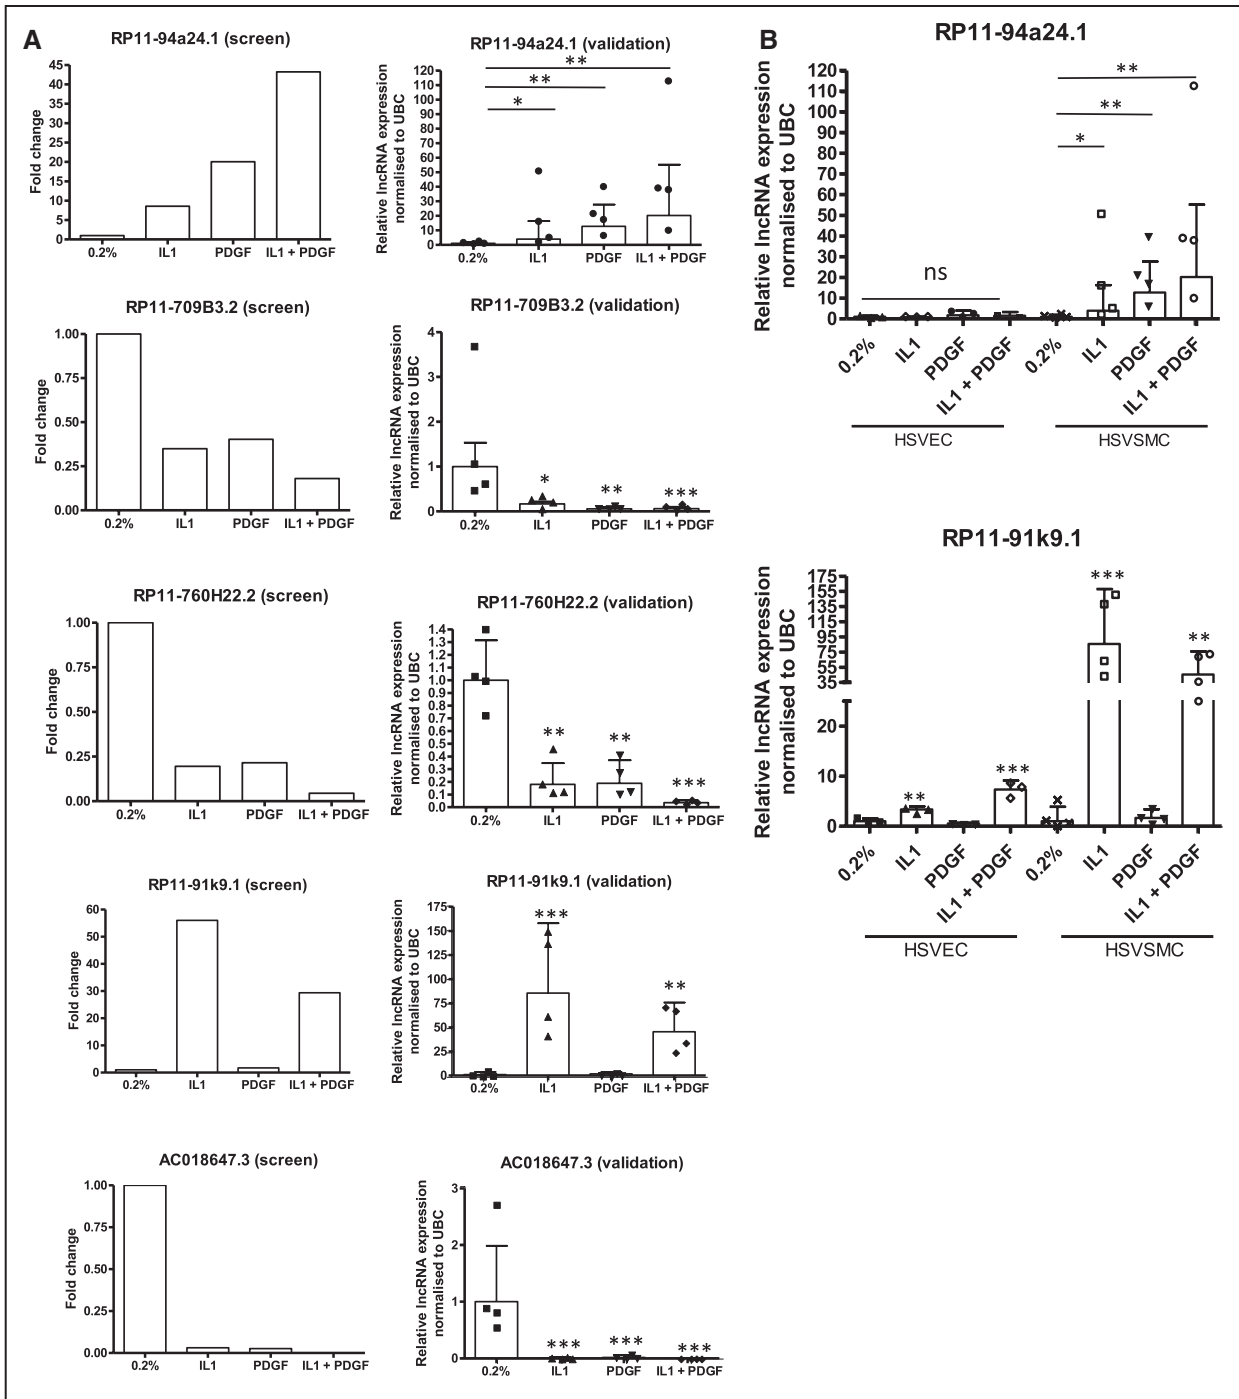 A
RP11-94a24.1 (screen)
Fold change
45
40
35
30
25
20
15
10
5
0
0.2% IL1 PDGF IL1 + PDGF
RP11-94a24.1 (validation)
Relative lncRNA expression
normalised to UBC
120
110
100
90
80
70
60
50
40
30
20
10
0
**
**
*
0.2% IL1 PDGF IL1 + PDGF
RP11-709B3.2 (screen)
Fold change
1.00
0.75
0.50
0.25
0.00
0.2% IL1 PDGF IL1 + PDGF
RP11-709B3.2 (validation)
Relative lncRNA expression
normalised to UBC
4
3
2
1
0
* ** ***
0.2% IL1 PDGF IL1 + PDGF
RP11-760H22.2 (screen)
Fold change
1.00
0.75
0.50
0.25
0.00
0.2% IL1 PDGF IL1 + PDGF
RP11-760H22.2 (validation)
Relative lncRNA expression
normalised to UBC
1.4
1.3
1.2
1.1
1.0
0.9
0.8
0.7
0.6
0.5
0.4
0.3
0.2
0.1
0.0
** ** ***
0.2% IL1 PDGF IL1 + PDGF
RP11-91k9.1 (screen)
Fold change
60
50
40
30
20
10
0
0.2% IL1 PDGF IL1 + PDGF
RP11-91k9.1 (validation)
Relative lncRNA expression
normalised to UBC
175
150
125
100
75
50
25
0
*** **
0.2% IL1 PDGF IL1 + PDGF
AC018647.3 (screen)
Fold change
1.00
0.75
0.50
0.25
0.00
0.2% IL1 PDGF IL1 + PDGF
AC018647.3 (validation)
Relative lncRNA expression
normalised to UBC
3
2
1
0
*** *** ***
0.2% IL1 PDGF IL1 + PDGF
B
RP11-94a24.1
Relative lncRNA expression
normalised to UBC
120
110
100
90
80
70
60
50
40
30
20
10
0
**
**
*
ns
0.2% IL1 PDGF IL1 + PDGF 0.2% IL1 PDGF IL1 + PDGF
HSVEC HSVSMC
RP11-91k9.1
Relative lncRNA expression
normalised to UBC
175
155
135
115
95
75
55
35
20
10
0
** *** *** **
0.2% IL1 PDGF IL1 + PDGF 0.2% IL1 PDGF IL1 + PDGF
HSVEC HSVSMC